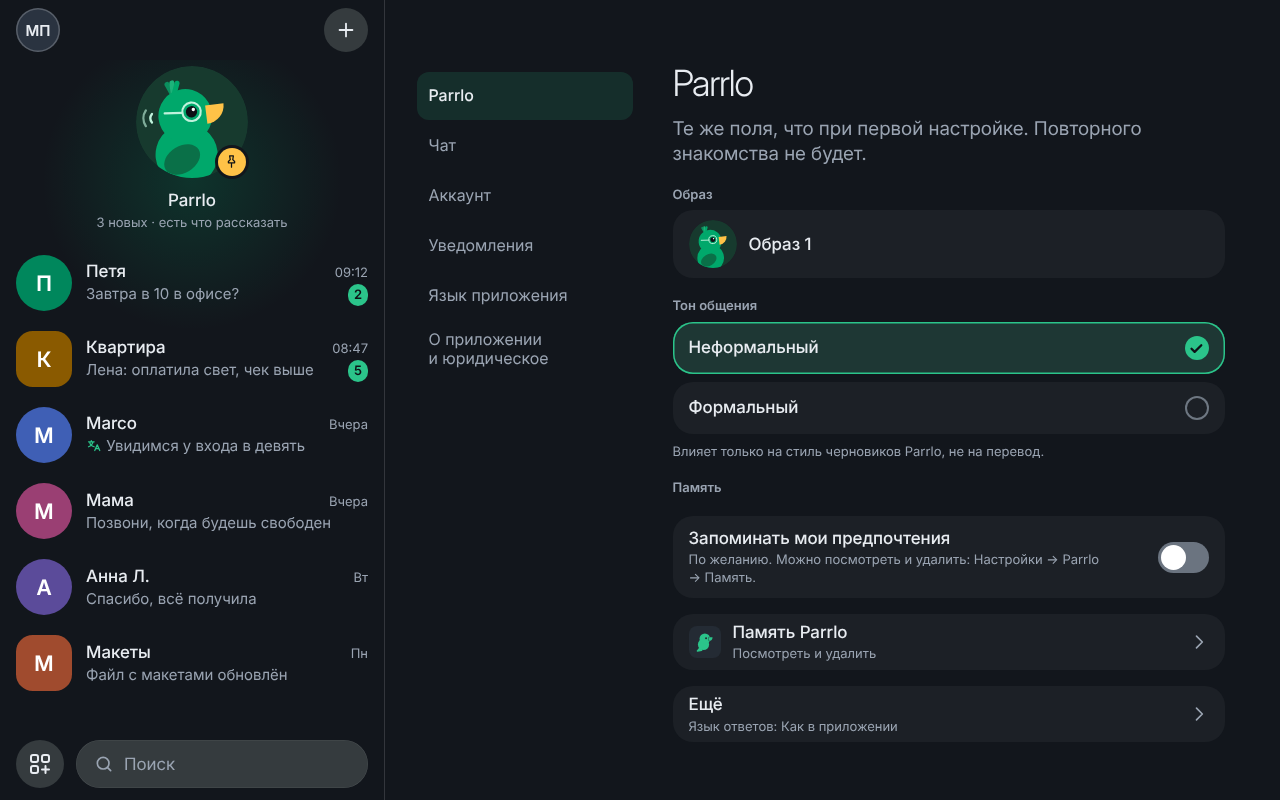 МП
Parrlo
3 новых · есть что рассказать
П
Петя
09:12
Завтра в 10 в офисе?
2
К
Квартира
08:47
Лена: оплатила свет, чек выше
5
M
Marco
Вчера
Увидимся у входа в девять
М
Мама
Вчера
Позвони, когда будешь свободен
А
Анна Л.
Вт
Спасибо, всё получила
М
Макеты
Пн
Файл с макетами обновлён
Поиск
Parrlo
Чат
Аккаунт
Уведомления
Язык приложения
О приложении
и юридическое
Parrlo
Те же поля, что при первой настройке. Повторного
знакомства не будет.
Образ
Образ 1
Тон общения
Неформальный
Формальный
Влияет только на стиль черновиков Parrlo, не на перевод.
Память
Запоминать мои предпочтения
По желанию. Можно посмотреть и удалить: Настройки → Parrlo
→ Память.
Память Parrlo
Посмотреть и удалить
Ещё
Язык ответов: Как в приложении